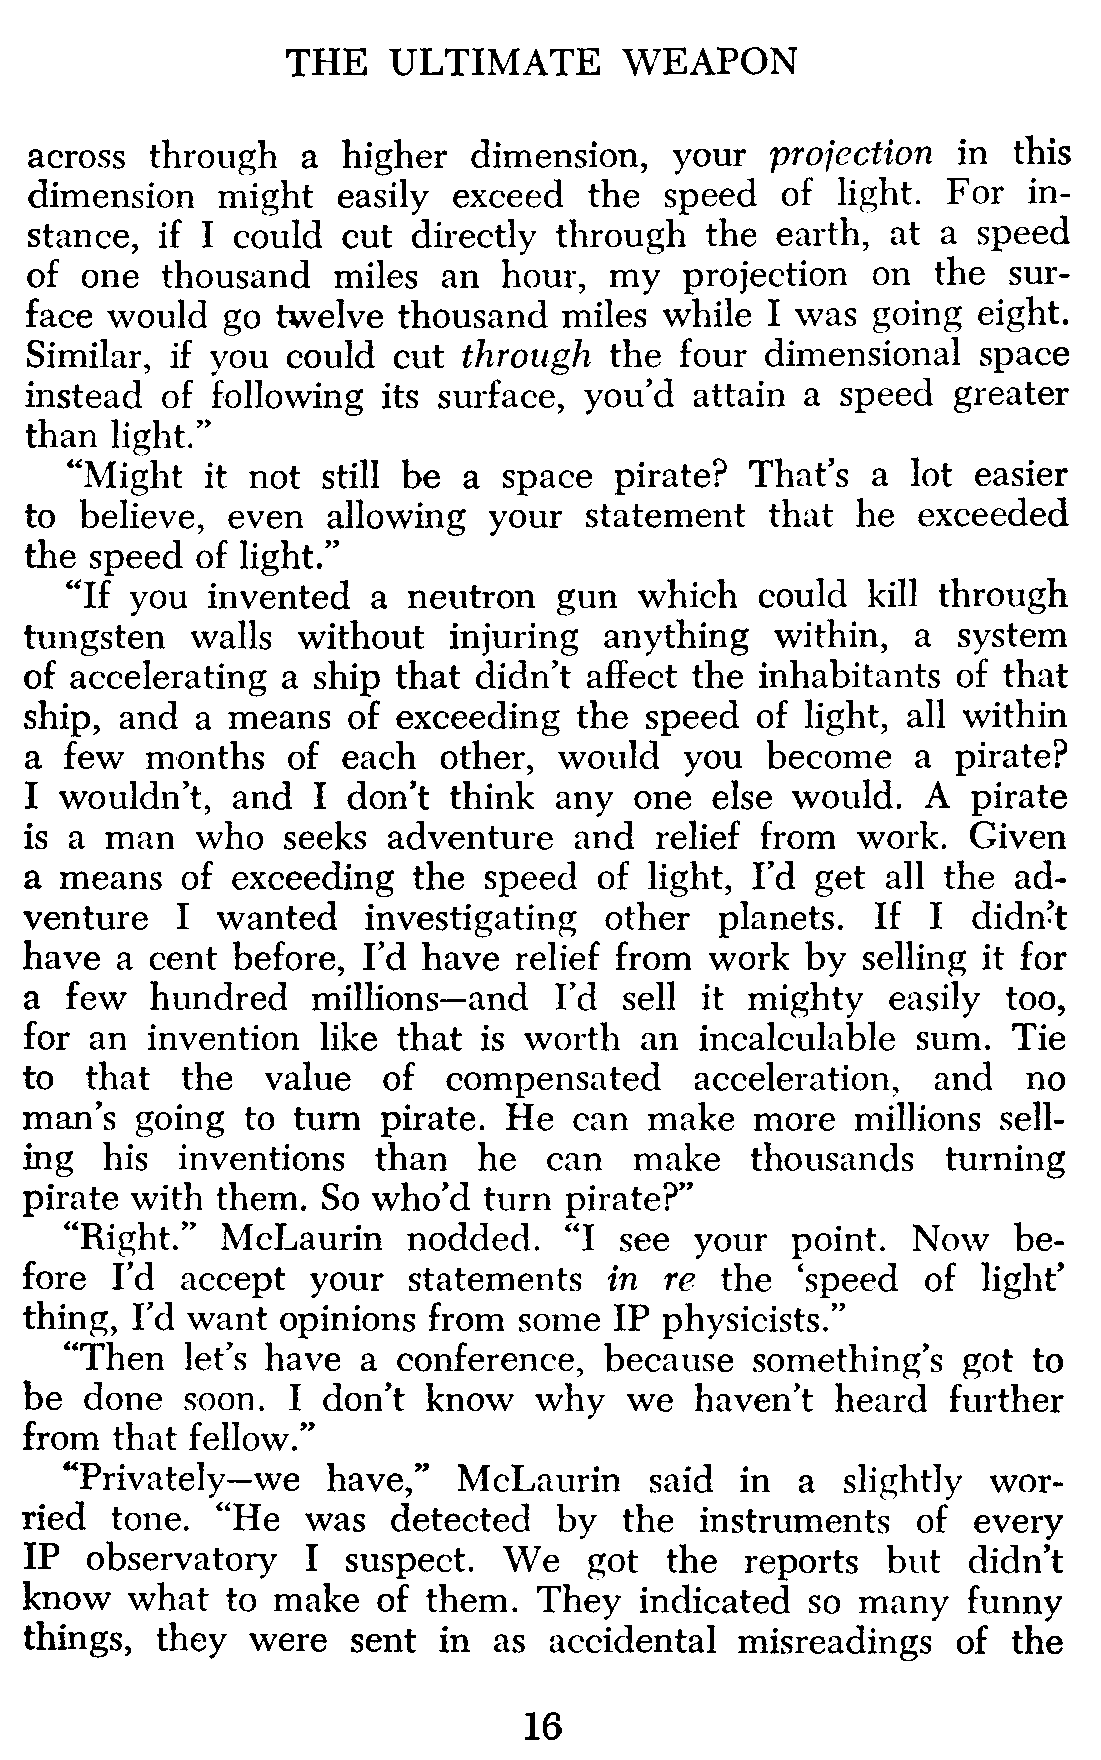 THE ULTIMATE WEAPON
across through a higher dimension, your projection in this
dimension might easily exceed the speed of light. For in-
stance, if I could cut directly through the earth, at a speed
of one thousand miles an hour, my projection on the sur-
face would go twelve thousand miles while I was going eight.
Similar, if you could cut through the four dimensional space
instead of following its surface, you'd attain a speed greater
than light.”
“Might it not still be a space pirate? That's a lot easier
to believe, even allowing your statement that he exceeded
the speed of light.”
“If you invented a neutron gun which could kill through
tungsten walls without injuring anything within, a system
of accelerating a ship that didn't affect the inhabitants of that
ship, and a means of exceeding the speed of light, all within
a few months of each other, would you become a pirate?
I wouldn't, and I don't think any one else would. A pirate
is a man who seeks adventure and relief from work. Given
a means of exceeding the speed of light, I'd get all the ad-
venture I wanted investigating other planets. If I didn't
have a cent before, I'd have relief from work by selling it for
a few hundred millions—and I'd sell it mighty easily too,
for an invention like that is worth an incalculable sum. Tie
to that the value of compensated acceleration, and no
man's going to turn pirate. He can make more millions sell-
ing his inventions than he can make thousands turning
pirate with them. So who'd turn pirate?”
“Right.” McLaurin nodded. “I see your point. Now be-
fore I'd accept your statements in re the ‘speed of light’
thing, I'd want opinions from some IP physicists.”
“Then let's have a conference, because something's got to
be done soon. I don't know why we haven't heard further
from that fellow.”
“Privately—we have,” McLaurin said in a slightly wor-
ried tone. “He was detected by the instruments of every
IP observatory I suspect. We got the reports but didn't
know what to make of them. They indicated so many funny
things, they were sent in as accidental misreadings of the
16